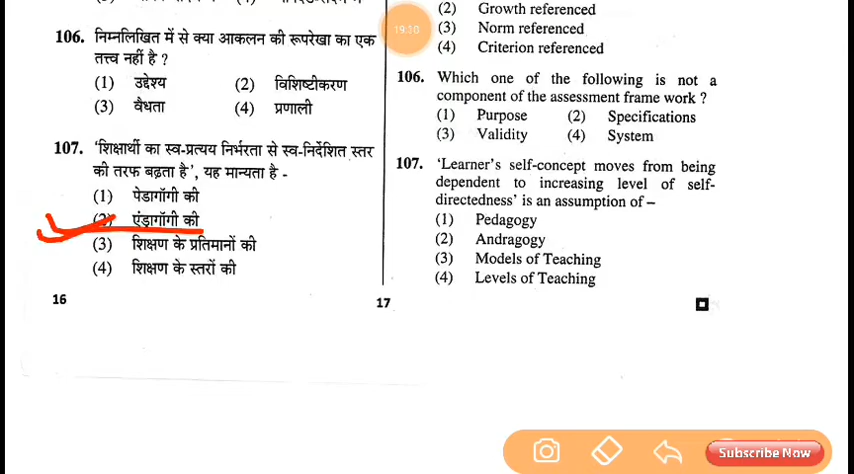 106. निम्नलिखित में से क्या आकलन की रूपरेखा का एक
तत्त्व नहीं है ?
(1) उद्देश्य (2) विशिष्टीकरण
(3) वैधता (4) प्रणाली
107. 'शिक्षार्थी का स्व-प्रत्यय निर्भरता से स्व-निर्देशित स्तर
की तरफ बढ़ता है', यह मान्यता है -
(1) पेडागॉगी की
(2) एंड्रागॉगी की
(3) शिक्षण के प्रतिमानों की
(4) शिक्षण के स्तरों की
16
(2) Growth referenced
(3) Norm referenced
(4) Criterion referenced
19:10
106. Which one of the following is not a
component of the assessment frame work ?
(1) Purpose (2) Specifications
(3) Validity (4) System
107. 'Learner's self-concept moves from being
dependent to increasing level of self-
directedness' is an assumption of –
(1) Pedagogy
(2) Andragogy
(3) Models of Teaching
(4) Levels of Teaching
17
Subscribe Now